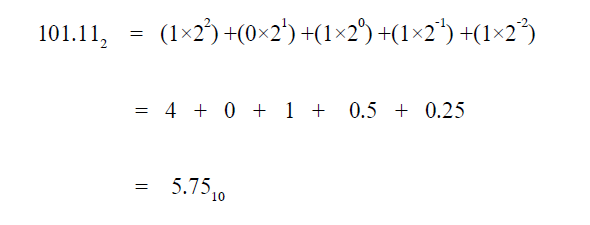 101.11₂ = (1×2²) +(0×2¹) +(1×2⁰) +(1×2⁻¹) +(1×2⁻²)
= 4 + 0 + 1 + 0.5 + 0.25
= 5.75₁₀